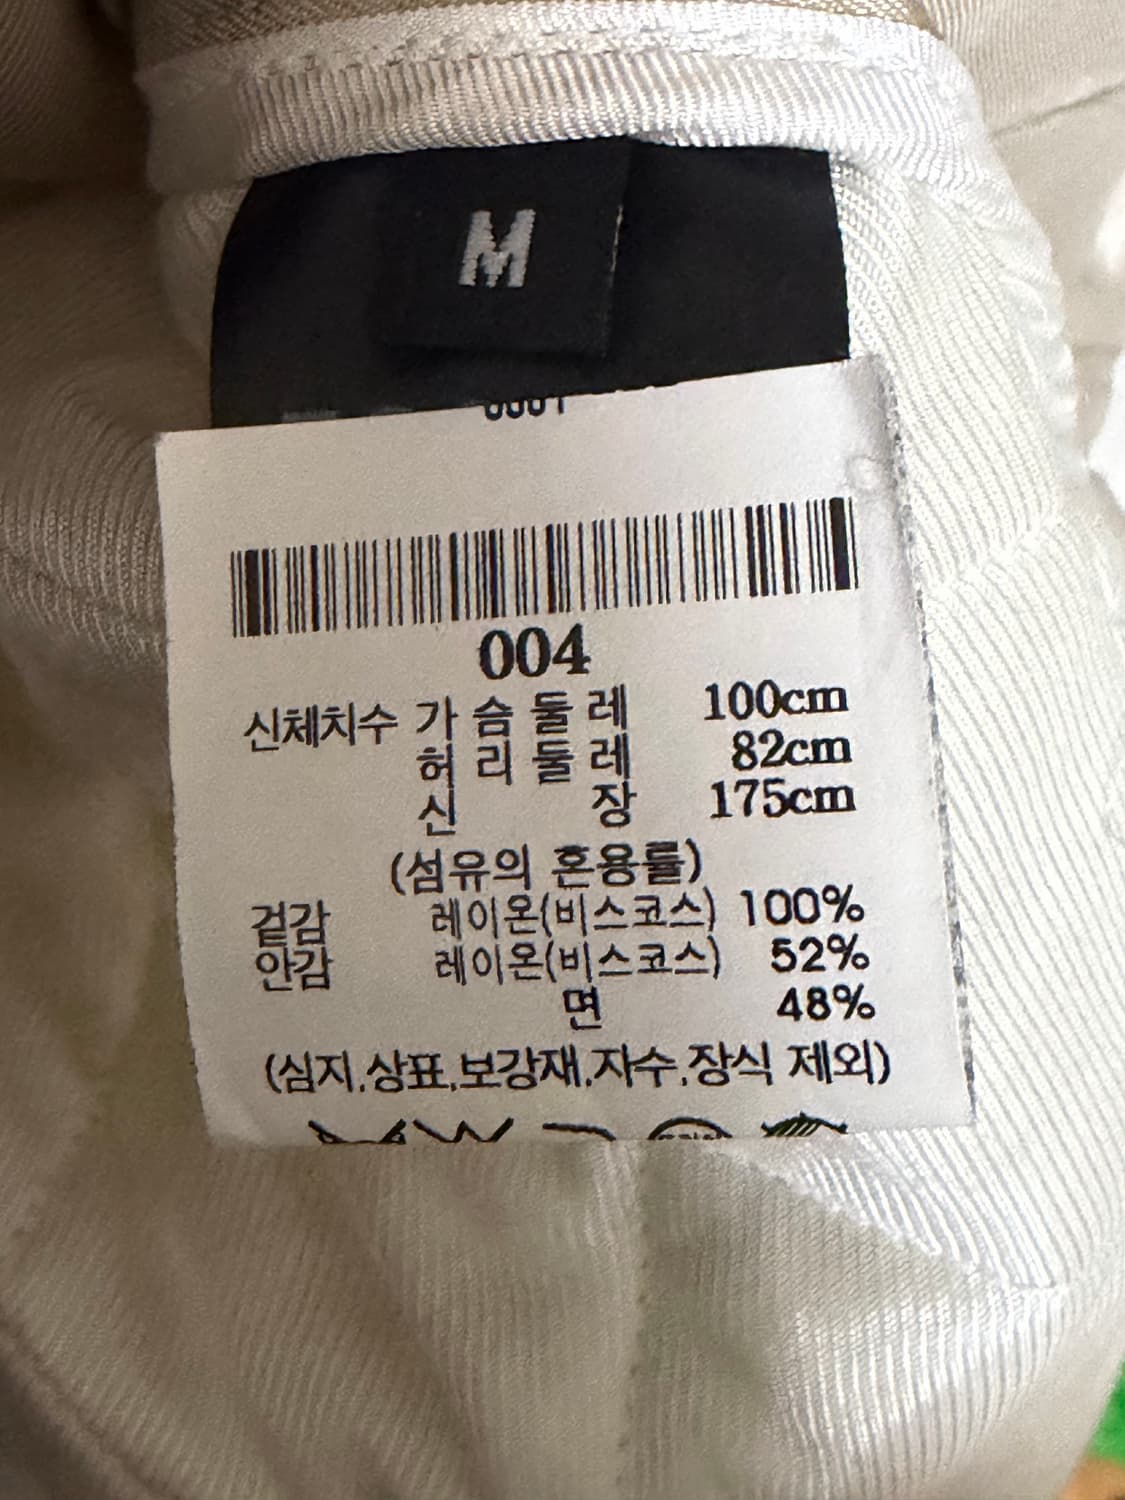 M
004
신체치수 가슴둘레 100cm
허리둘레 82cm
신장 175cm
(섬유의 혼용률)
겉감 레이온(비스코스) 100%
안감 레이온(비스코스) 52%
면 48%
(심지,상표,보강재,자수,장식 제외)